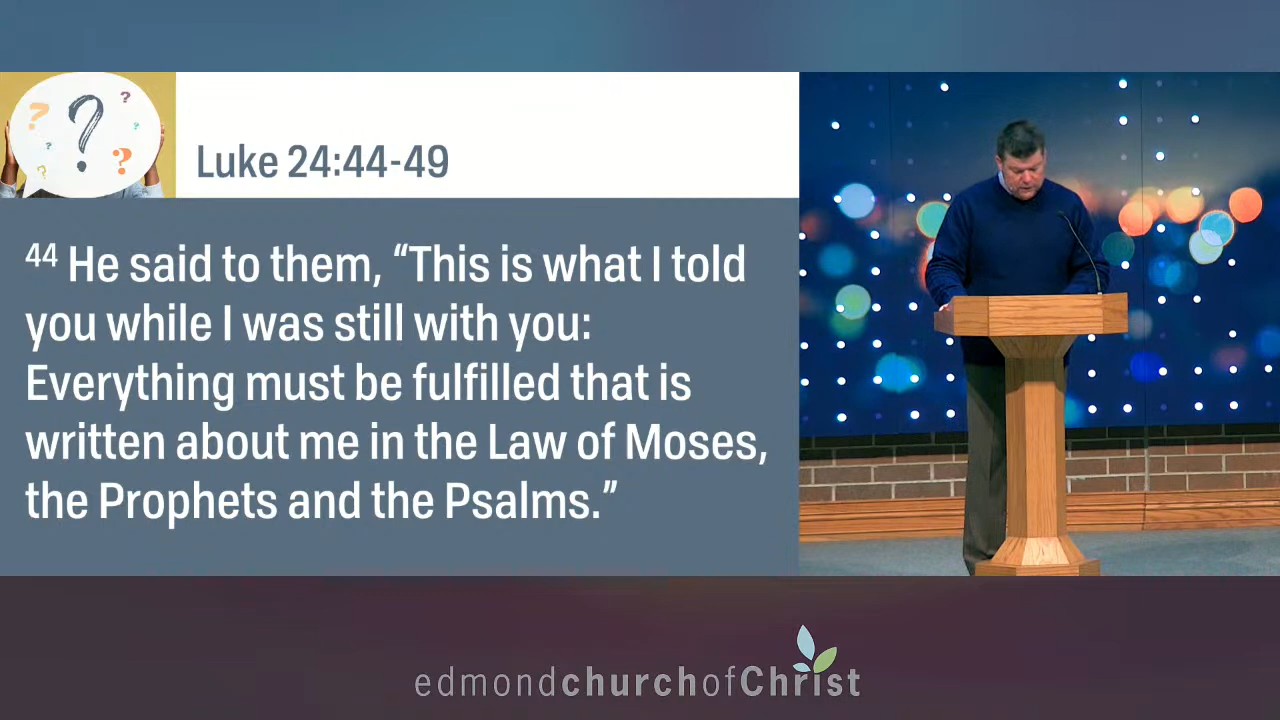 Luke 24:44-49
44 He said to them, “This is what I told
you while I was still with you:
Everything must be fulfilled that is
written about me in the Law of Moses,
the Prophets and the Psalms.”
edmondchurchofChrist